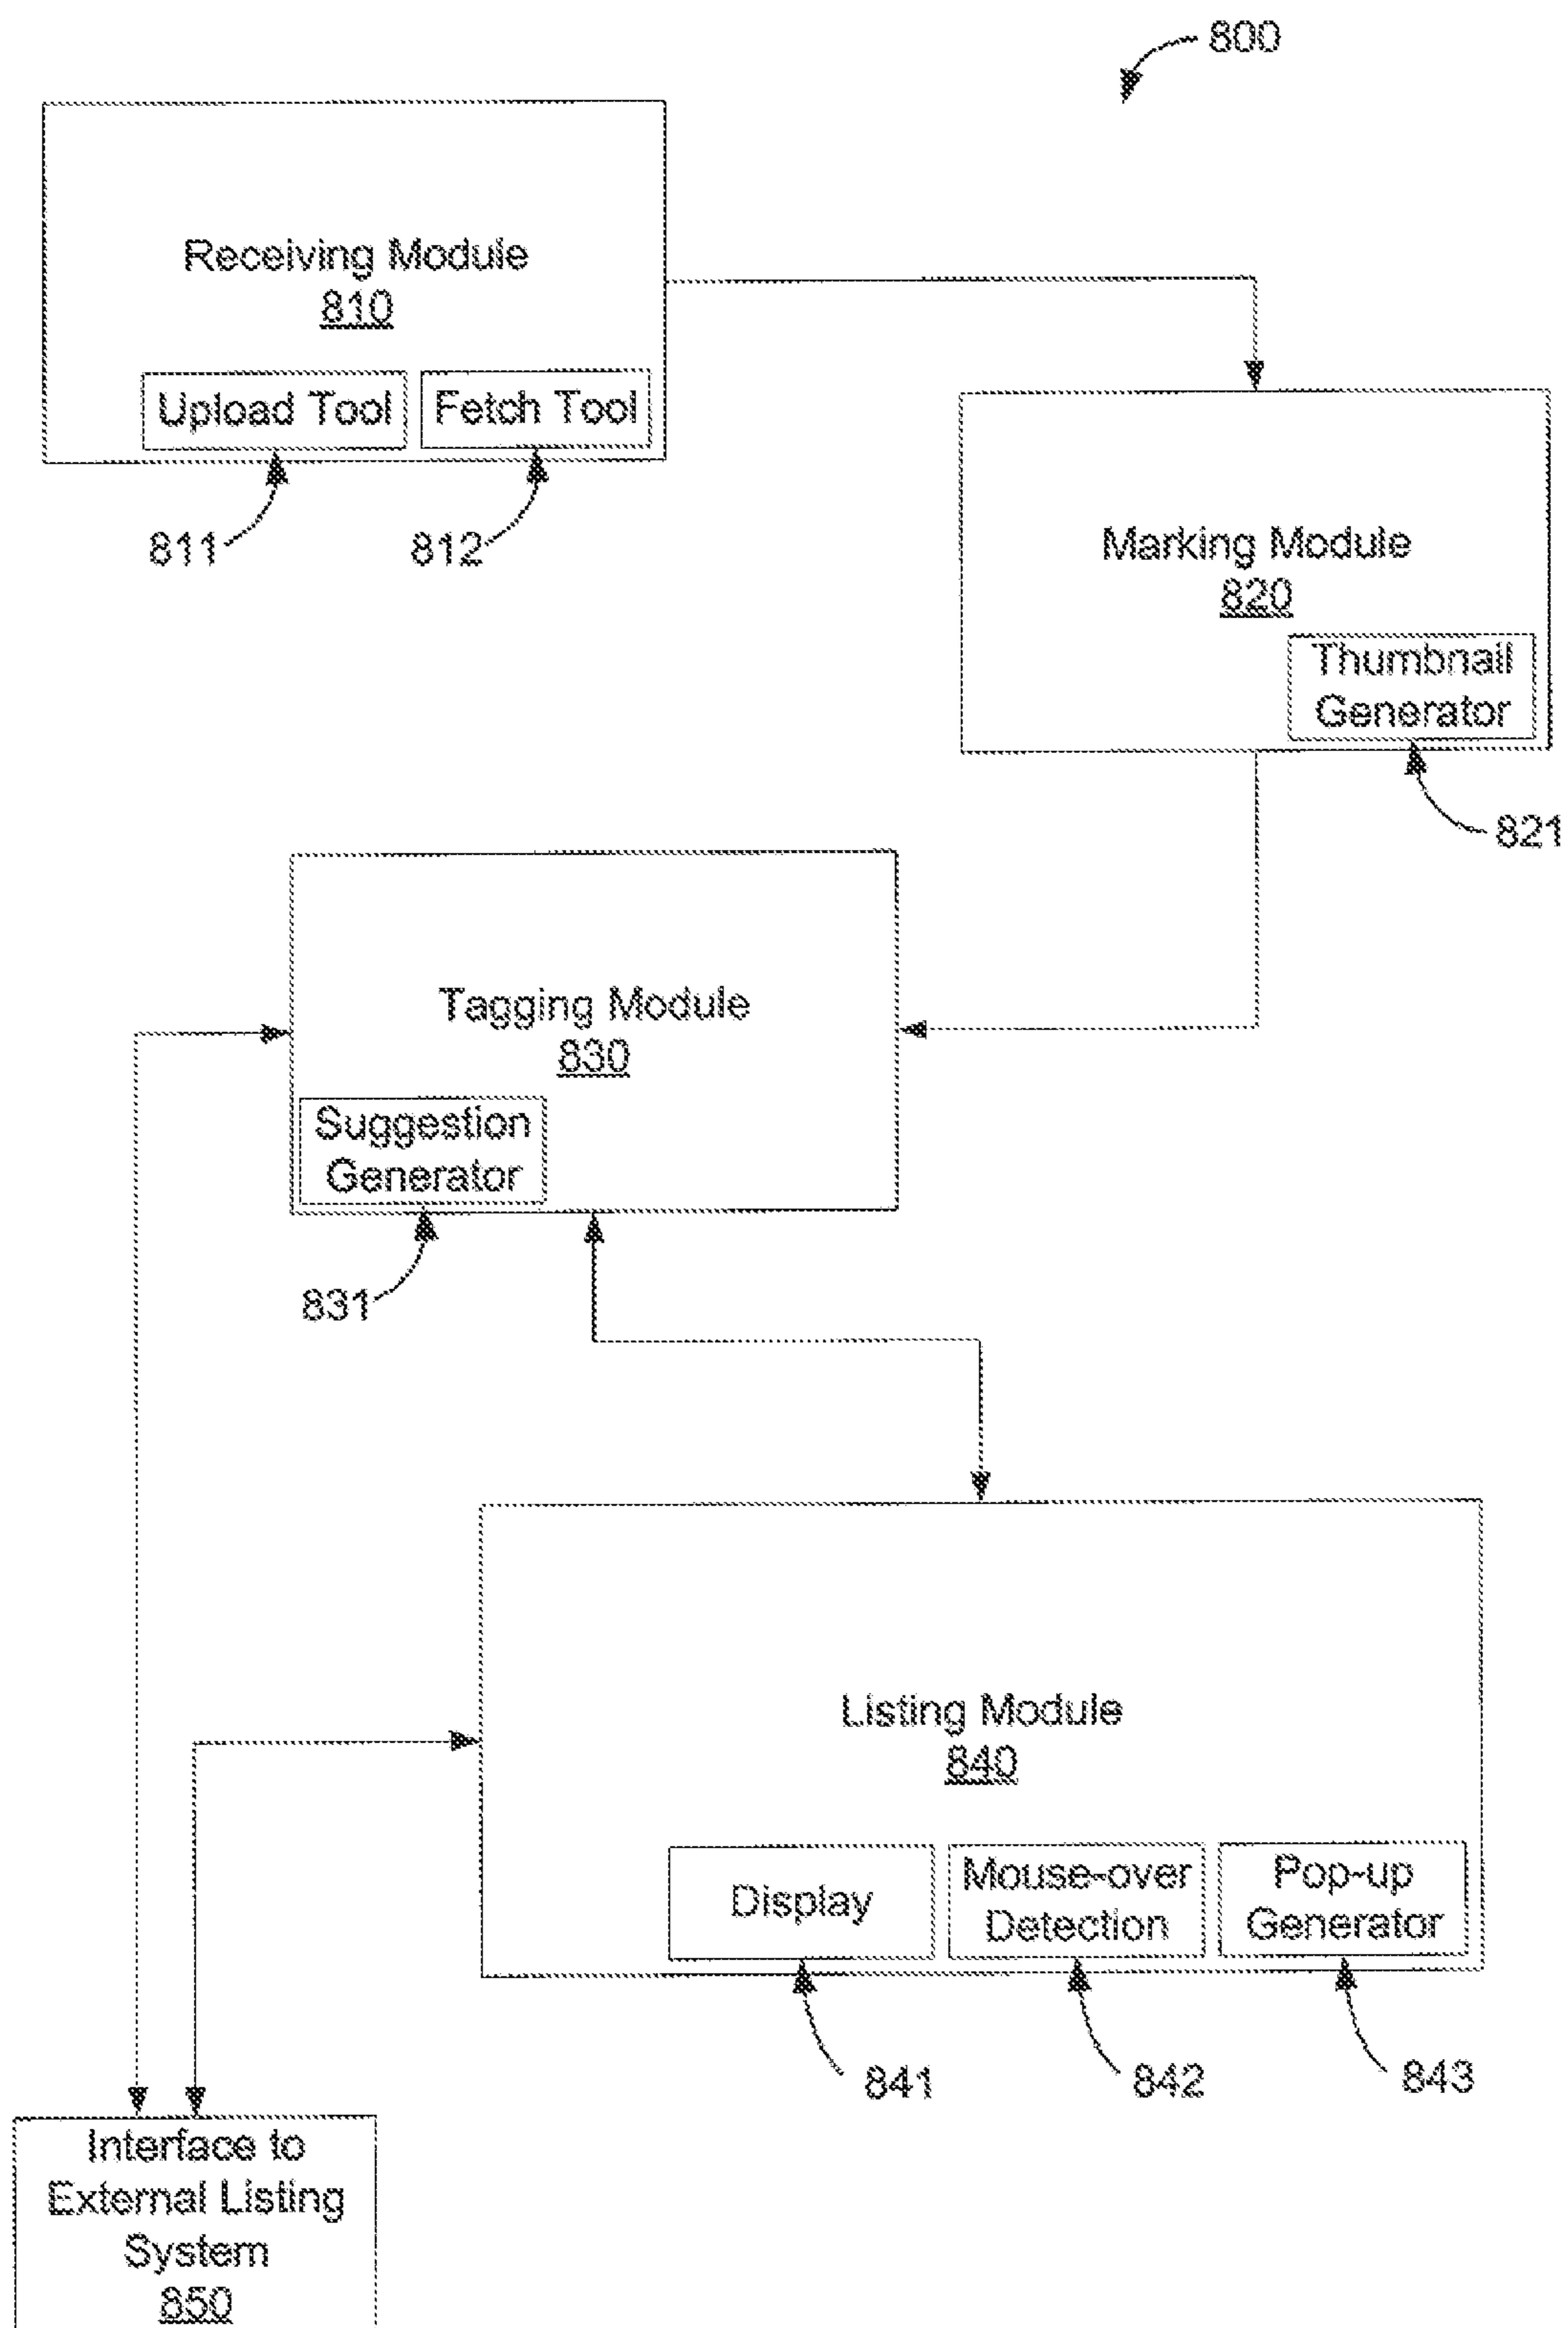 800
Receiving Module
810
Upload Tool
Fetch Tool
811
812
Marking Module
820
Thumbnail
Generator
821
Tagging Module
830
Suggestion
Generator
831
Listing Module
840
Display
Mouse-over
Detection
Pop-up
Generator
841
842
843
Interface to
External Listing
System
850